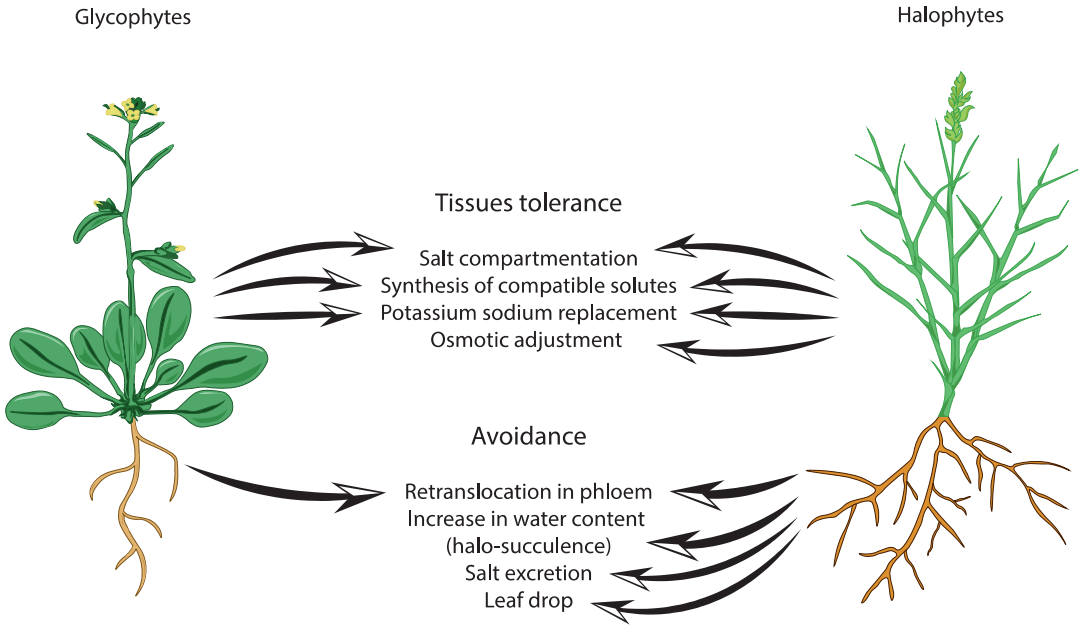 Glycophytes
Halophytes
Tissues tolerance
Salt compartmentation
Synthesis of compatible solutes
Potassium sodium replacement
Osmotic adjustment
Avoidance
Retranslocation in phloem
Increase in water content
(halo-succulence)
Salt excretion
Leaf drop